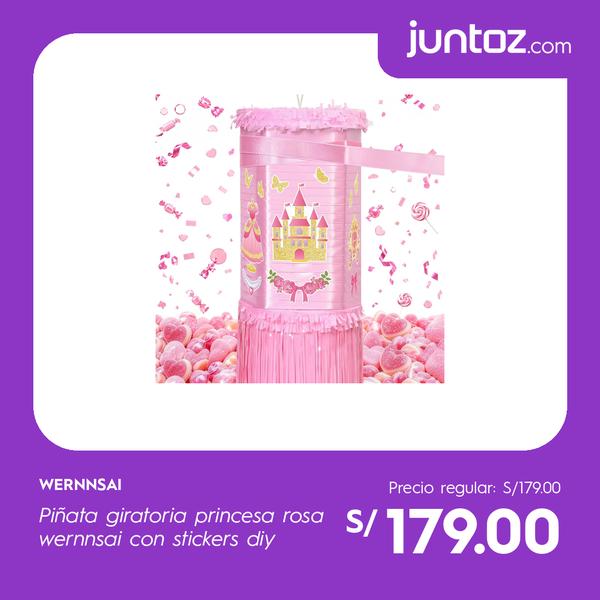 juntoz.com
WERNNSAI
Piñata giratoria princesa rosa
wernnsai con stickers diy
Precio regular: S/179.00
S/179.00